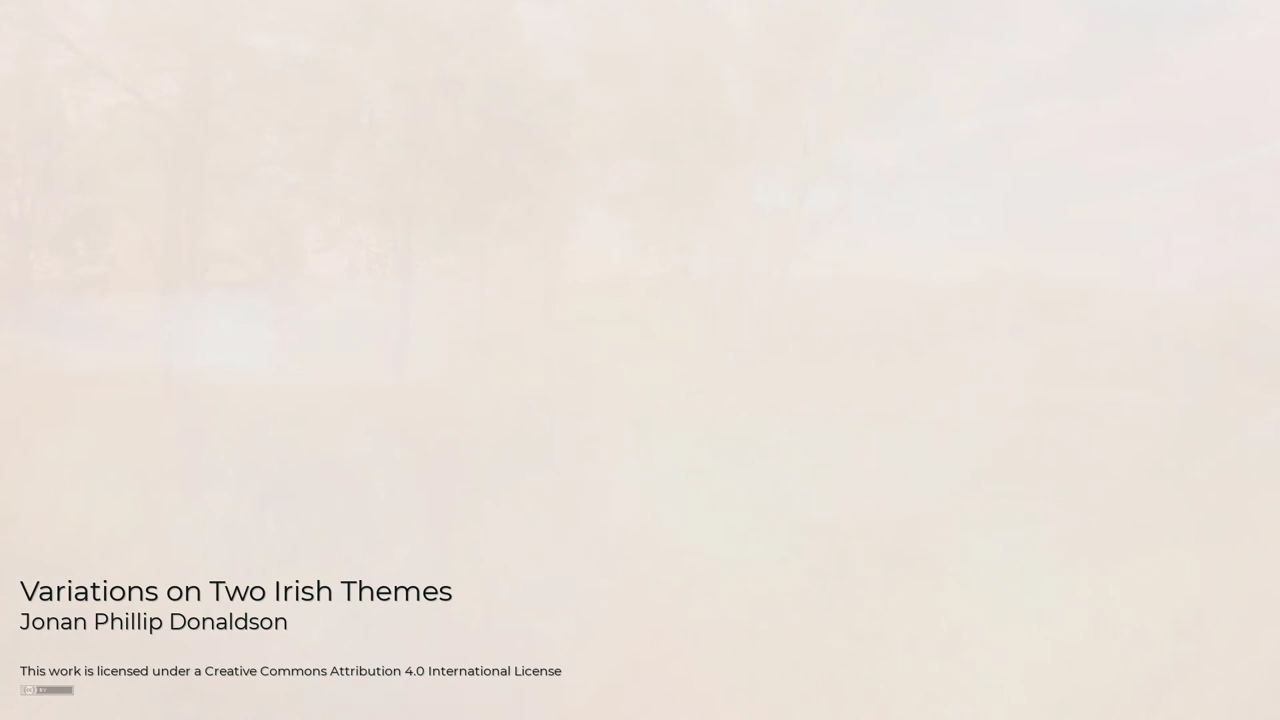 Variations on Two Irish Themes
Jonan Phillip Donaldson
This work is licensed under a Creative Commons Attribution 4.0 International License
BY